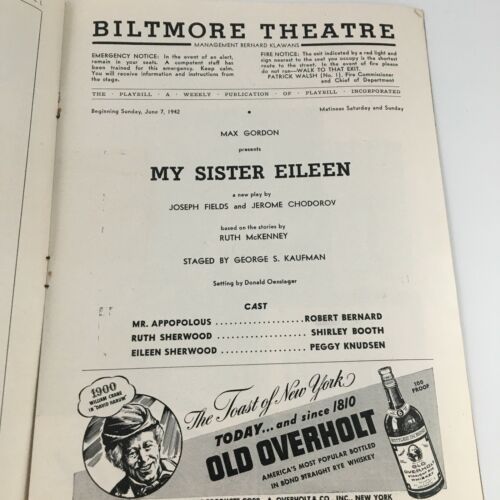 BILTMORE THEATRE
MANAGEMENT BERNARD KLAWANS
EMERGENCY NOTICE: In the event of an alert,
remain in your seats. A competent staff has
been trained for this emergency. Keep calm.
You will receive information and instructions from
the stage.
FIRE NOTICE: The exit indicated by a red light and
sign nearest to the seat you occupy is the shortest
route to the street. In the event of fire please
do not run—WALK TO THAT EXIT.
PATRICK WALSH (No. 1), Fire Commissioner
and Chief of Department
THE · PLAYBILL · A · WEEKLY · PUBLICATION · OF · PLAYBILL · INCORPORATED
Beginning Sunday, June 7, 1942
Matinees Saturday and Sunday
MAX GORDON
presents
MY SISTER EILEEN
a new play by
JOSEPH FIELDS and JEROME CHODOROV
based on the stories by
RUTH McKENNEY
STAGED BY GEORGE S. KAUFMAN
Setting by Donald Oenslager
CAST
MR. APPOPOLOUS ................... ROBERT BERNARD
RUTH SHERWOOD ................... SHIRLEY BOOTH
EILEEN SHERWOOD ................... PEGGY KNUDSEN
1900
WILLIAM CRANE
IN "DAVID HARUM"
The Toast of New York
TODAY...and since 1810
OLD OVERHOLT
AMERICA'S MOST POPULAR BOTTLED
IN BOND STRAIGHT RYE WHISKEY
100
PROOF
OLD
OVERHOLT
A. OVERHOLT & CO., INC., NEW YORK